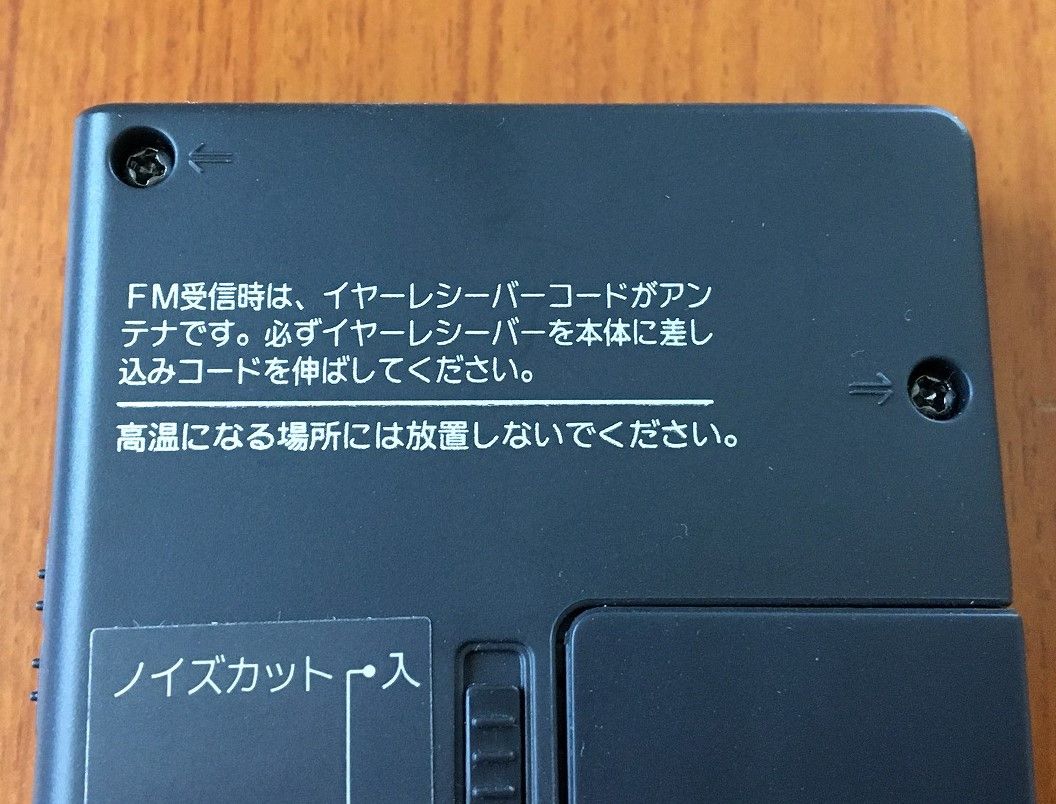 FM受信時は、イヤーレシーバーコードがアン
テナです。必ずイヤーレシーバーを本体に差し
込みコードを伸ばしてください。
高温になる場所には放置しないでください。
ノイズカット 入